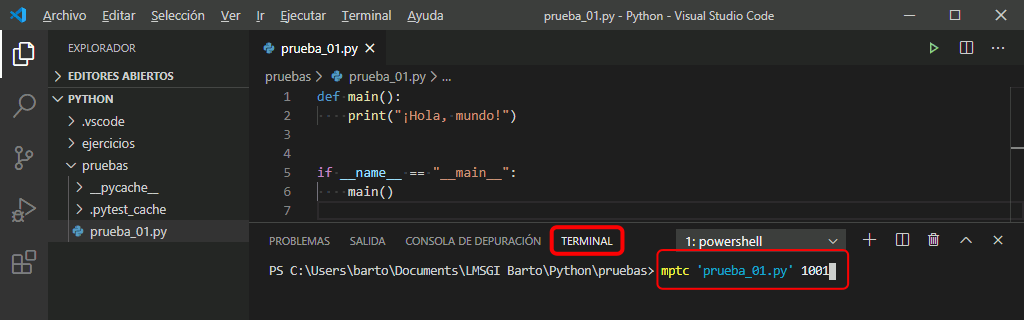 Archivo Editar Selección Ver Ir Ejecutar Terminal Ayuda prueba_01.py - Python - Visual Studio Code
EXPLORADOR
EDITORES ABIERTOS
PYTHON
.vscode
ejercicios
pruebas
__pycache__
.pytest_cache
prueba_01.py
prueba_01.py
pruebas > prueba_01.py > ...
1 def main():
2 ····print("¡Hola,·mundo!")
3
4
5 if·__name__·==·"__main__":
6 ····main()
7
PROBLEMAS SALIDA CONSOLA DE DEPURACIÓN TERMINAL 1: powershell
PS C:\Users\barto\Documents\LMSGI Barto\Python\pruebas> mptc 'prueba_01.py' 1001